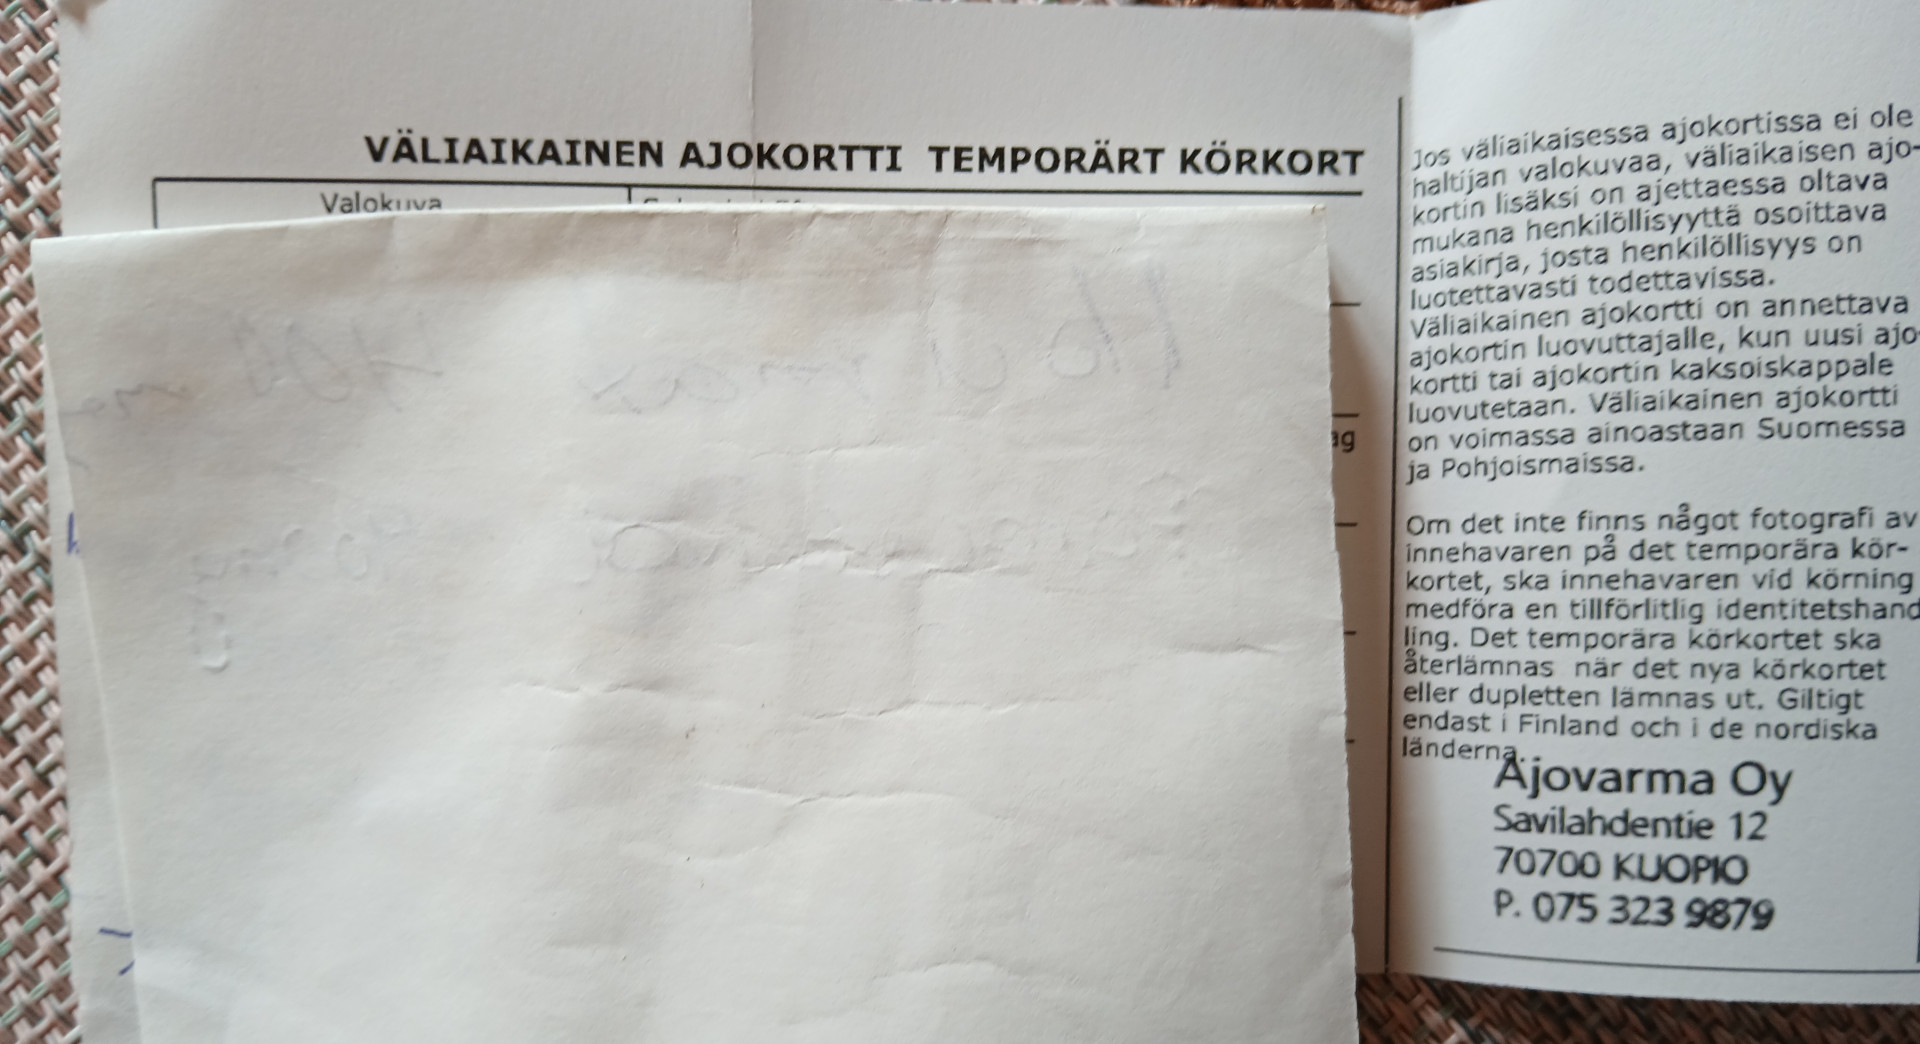 VÄLIAIKAINEN AJOKORTTI TEMPORÄRT KÖRKORT
Valokuva
ag
Jos väliaikaisessa ajokortissa ei ole
haltijan valokuvaa, väliaikaisen ajo-
kortin lisäksi on ajettaessa oltava
mukana henkilöllisyyttä osoittava
asiakirja, josta henkilöllisyys on
luotettavasti todettavissa.
Väliaikainen ajokortti on annettava
ajokortin luovuttajalle, kun uusi ajo-
kortti tai ajokortin kaksoiskappale
luovutetaan. Väliaikainen ajokortti
on voimassa ainoastaan Suomessa
ja Pohjoismaissa.
Om det inte finns något fotografi av
innehavaren på det temporära kör-
kortet, ska innehavaren vid körning
medföra en tillförlitlig identitetshand
ling. Det temporära körkortet ska
återlämnas när det nya körkortet
eller dupletten lämnas ut. Giltigt
endast i Finland och i de nordiska
länderna.
Ajovarma Oy
Savilahdentie 12
70700 KUOPIO
P. 075 323 9879